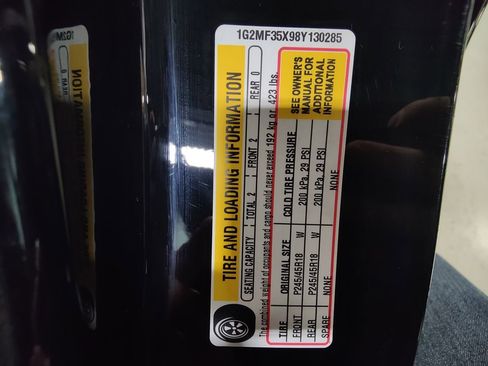 1G2MF35X98Y130285
TIRE AND LOADING INFORMATION
SEATING CAPACITY TOTAL 2 FRONT 2 REAR 0
The combined weight of occupants and cargo should never exceed 192 kg or 423 lbs.
TIRE ORIGINAL SIZE COLD TIRE PRESSURE
FRONT P245/45R18 W 200 kPa, 29 PSI
REAR P245/45R18 W 200 kPa, 29 PSI
SPARE NONE NONE
SEE OWNER'S
MANUAL FOR
ADDITIONAL
INFORMATION